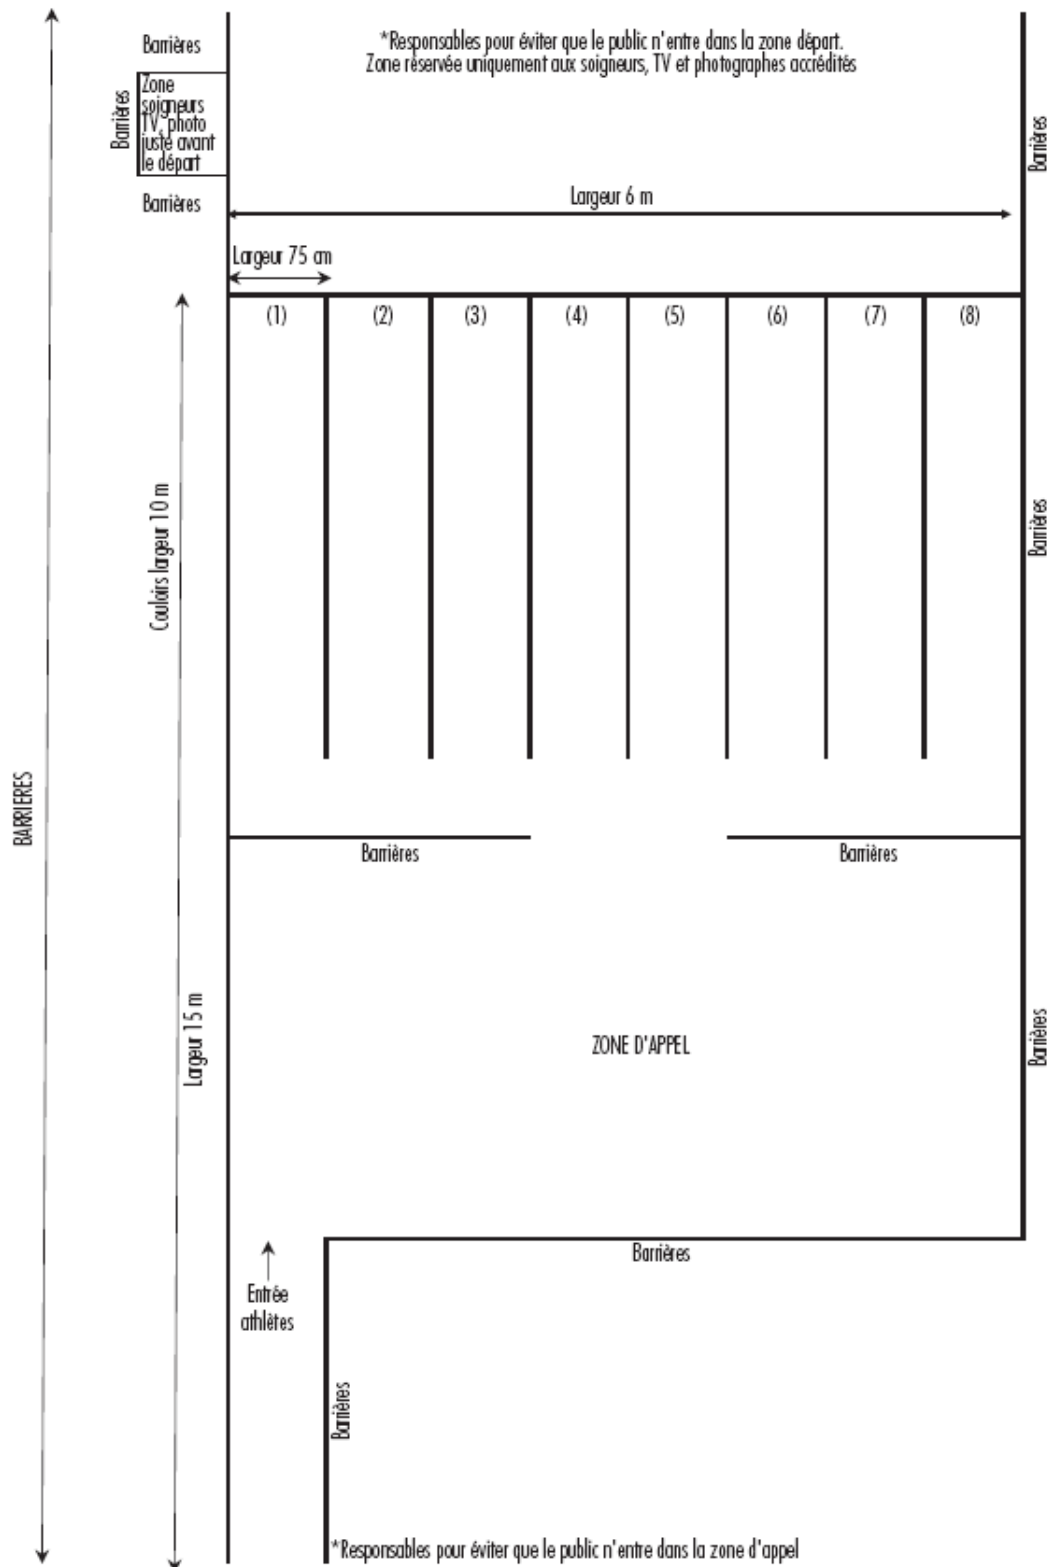 Barrières
*Responsables pour éviter que le public n'entre dans la zone départ.
Zone réservée uniquement aux soigneurs, TV et photographes accrédités
Barrières
Zone
soigneurs
TV, photo
juste avant
le départ
Barrières
Barrières
Largeur 6 m
Largeur 75 cm
(1)
(2)
(3)
(4)
(5)
(6)
(7)
(8)
Couloirs largeur 10 m
Barrières
BARRIERES
Barrières
Barrières
Largeur 15 m
ZONE D'APPEL
Barrières
Barrières
Entrée
athlètes
Barrières
*Responsables pour éviter que le public n'entre dans la zone d'appel